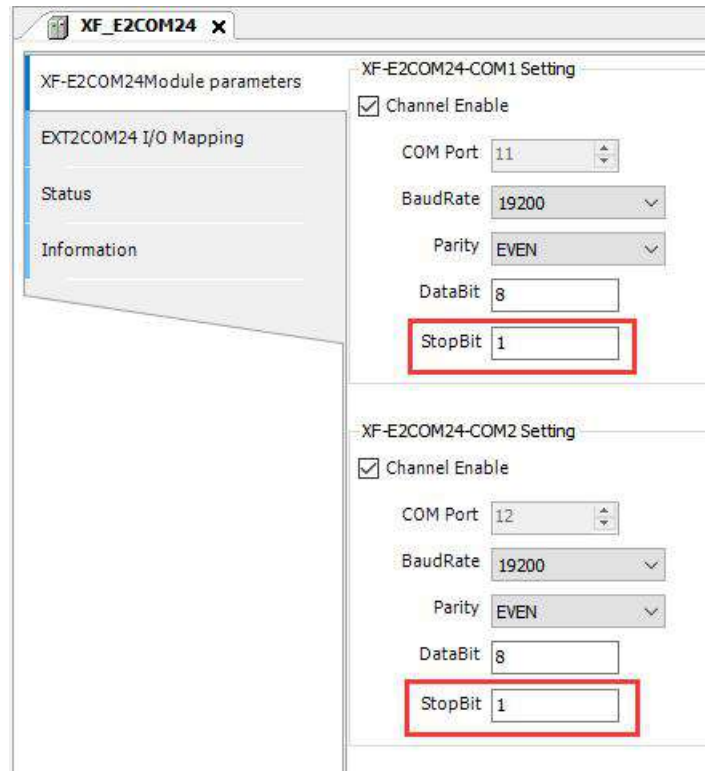 XF_E2COM24
XF-E2COM24Module parameters
EXT2COM24 I/O Mapping
Status
Information
XF-E2COM24-COM1 Setting
Channel Enable
COM Port 11
BaudRate 19200
Parity EVEN
DataBit 8
StopBit 1
XF-E2COM24-COM2 Setting
Channel Enable
COM Port 12
BaudRate 19200
Parity EVEN
DataBit 8
StopBit 1